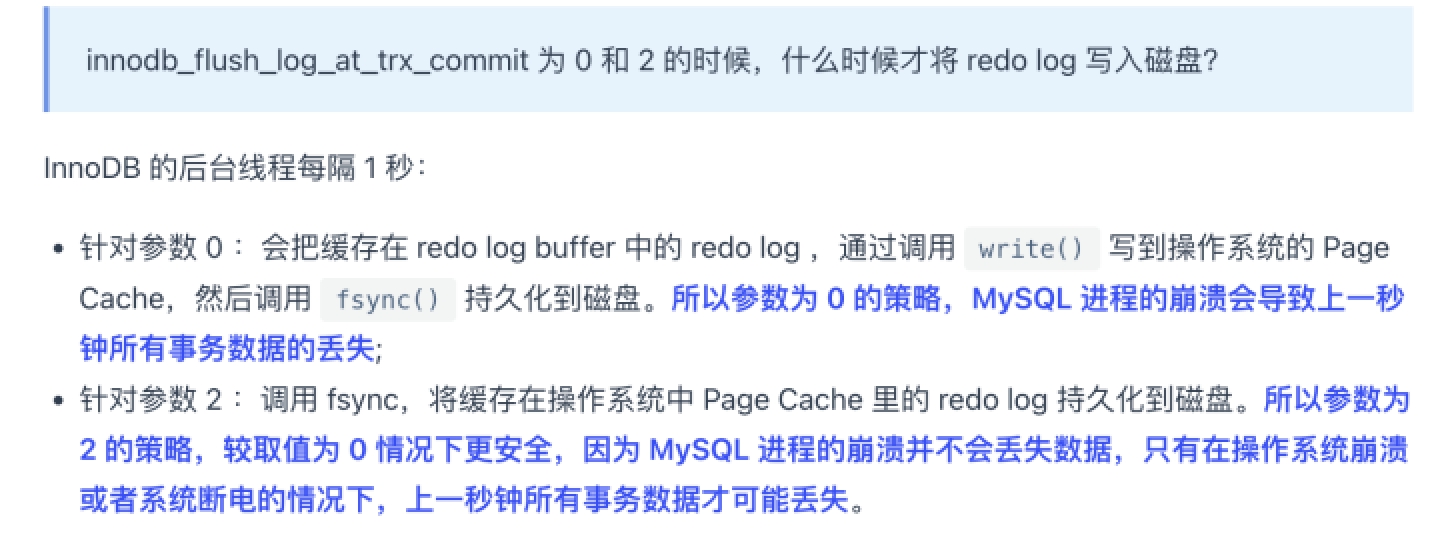 innodb_flush_log_at_trx_commit 为 0 和 2 的时候，什么时候才将 redo log 写入磁盘？
InnoDB 的后台线程每隔 1 秒：
• 针对参数 0 ：会把缓存在 redo log buffer 中的 redo log ，通过调用 write() 写到操作系统的 Page
Cache，然后调用 fsync() 持久化到磁盘。所以参数为 0 的策略，MySQL 进程的崩溃会导致上一秒
钟所有事务数据的丢失;
• 针对参数 2 ：调用 fsync，将缓存在操作系统中 Page Cache 里的 redo log 持久化到磁盘。所以参数为
2 的策略，较取值为 0 情况下更安全，因为 MySQL 进程的崩溃并不会丢失数据，只有在操作系统崩溃
或者系统断电的情况下，上一秒钟所有事务数据才可能丢失。